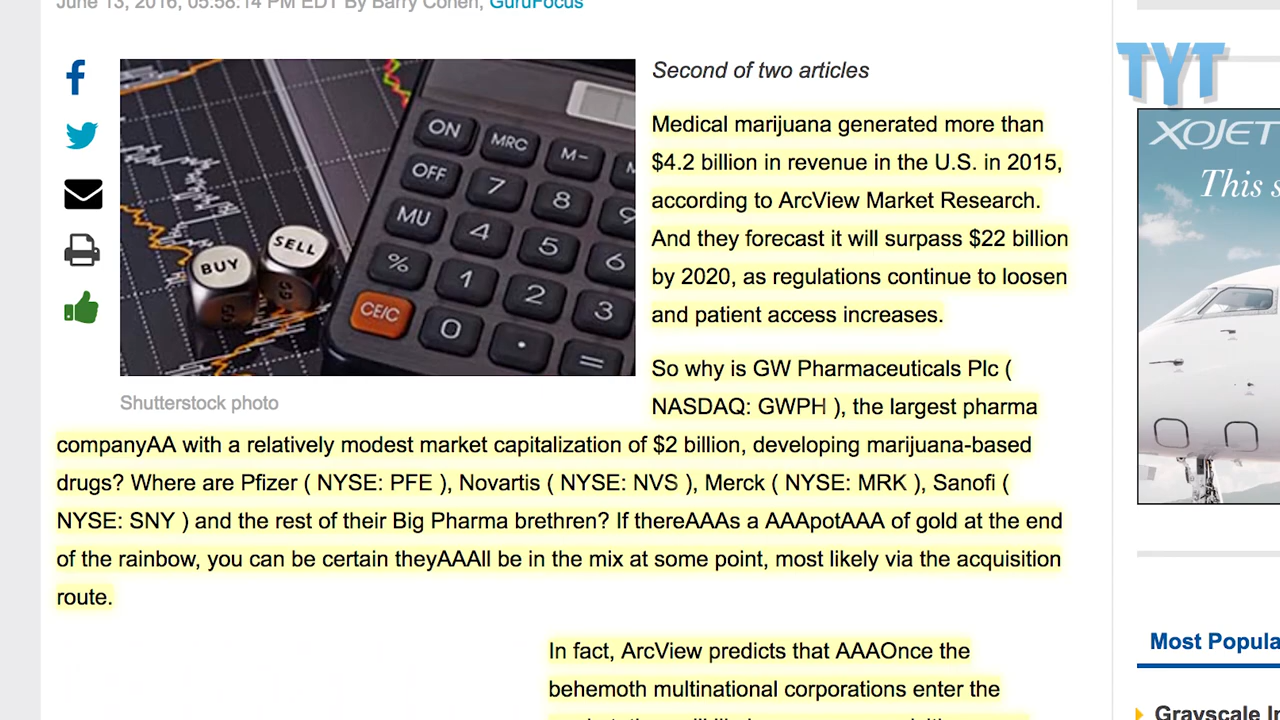 June 13, 2016, 05:58:14 PM EDT By Barry Cohen, GuruFocus
TYT
Second of two articles
Medical marijuana generated more than
$4.2 billion in revenue in the U.S. in 2015,
according to ArcView Market Research.
And they forecast it will surpass $22 billion
by 2020, as regulations continue to loosen
and patient access increases.
ON MRC M-
OFF 7 8 9
MU 4 5 6
% 1 2 3
CE/C 0 . =
BUY
SELL
Shutterstock photo
So why is GW Pharmaceuticals Plc (
NASDAQ: GWPH ), the largest pharma
companyAA with a relatively modest market capitalization of $2 billion, developing marijuana-based
drugs? Where are Pfizer ( NYSE: PFE ), Novartis ( NYSE: NVS ), Merck ( NYSE: MRK ), Sanofi (
NYSE: SNY ) and the rest of their Big Pharma brethren? If thereAAAs a AAApotAAA of gold at the end
of the rainbow, you can be certain theyAAAll be in the mix at some point, most likely via the acquisition
route.
In fact, ArcView predicts that AAAOnce the
behemoth multinational corporations enter the
XOJET
This s
Most Popula
Grayscale In